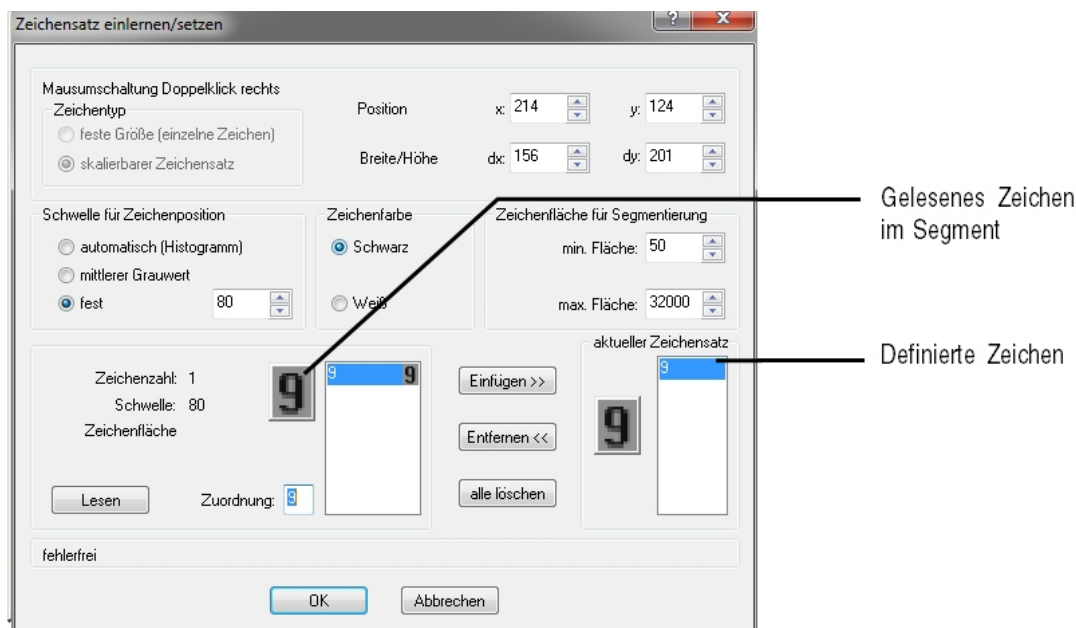 Zeichensatz einlernen/setzen
?
X
Mausumschaltung Doppelklick rechts
Zeichentyp
feste Größe (einzelne Zeichen)
skalierbarer Zeichensatz
Position x: 214 y: 124
Breite/Höhe dx: 156 dy: 201
Schwelle für Zeichenposition
automatisch (Histogramm)
mittlerer Grauwert
fest 80
Zeichenfarbe
Schwarz
Weiß
Zeichenfläche für Segmentierung
min. Fläche: 50
max. Fläche: 32000
Gelesenes Zeichen
im Segment
Zeichenzahl: 1
Schwelle: 80
Zeichenfläche
Lesen
Zuordnung: 9
9
9 9
Einfügen >>
Entfernen <<
alle löschen
aktueller Zeichensatz
9
9
Definierte Zeichen
fehlerfrei
OK
Abbrechen